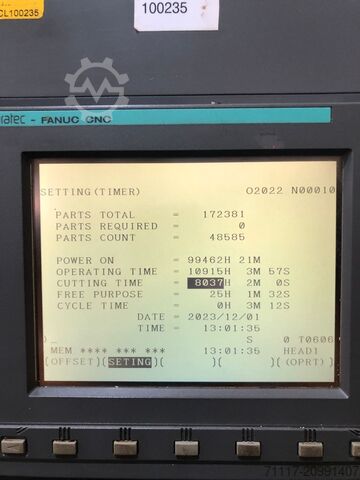 CL100235
100235
ratec - FANUC CNC
SETTING(TIMER) O2022 N00010
PARTS TOTAL = 172381
PARTS REQUIRED = 0
PARTS COUNT = 48585
POWER ON = 99462H 21M
OPERATING TIME = 10915H 3M 57S
CUTTING TIME = 8037H 2M 0S
FREE PURPOSE = 25H 1M 32S
CYCLE TIME = 0H 3M 12S
DATE = 2023/12/01
TIME = 13:01:35
)_ S 0 T0606
MEM **** *** *** 13:01:35 HEAD1
(OFFSET)(SETING)( )( )( (OPRT) )
71117-20391407